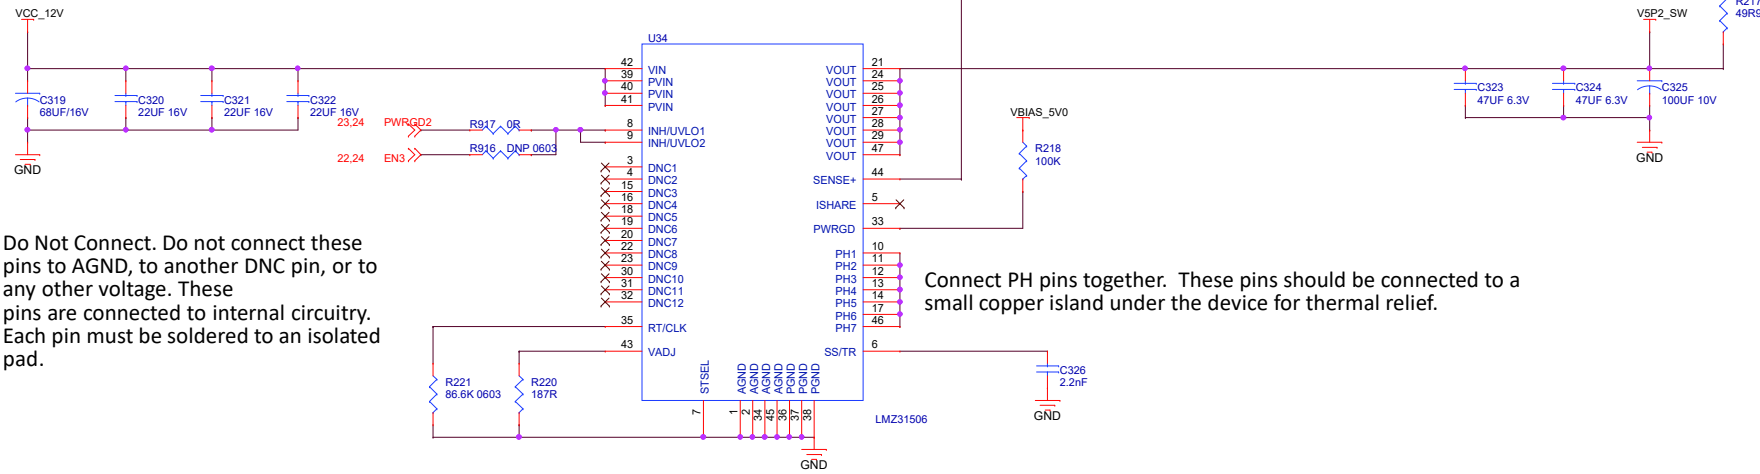 VCC_12V
C319
68UF/16V
C320
22UF 16V
C321
22UF 16V
C322
22UF 16V
GND
23,24 PWRGD2
R917 0R
22,24 EN3
R916 DNP 0603
U34
42 VIN
39 PVIN
40 PVIN
41 PVIN
8 INH/UVLO1
9 INH/UVLO2
3 DNC1
4 DNC2
15 DNC3
16 DNC4
18 DNC5
19 DNC6
20 DNC7
22 DNC8
23 DNC9
30 DNC10
31 DNC11
32 DNC12
35 RT/CLK
43 VADJ
VOUT 21
VOUT 24
VOUT 25
VOUT 26
VOUT 27
VOUT 28
VOUT 29
VOUT 47
SENSE+ 44
ISHARE 5
PWRGD 33
PH1 10
PH2 11
PH3 12
PH4 13
PH5 14
PH6 17
PH7 46
SS/TR 6
STSEL 7
AGND 1
AGND 2
AGND 34
AGND 45
PGND 36
PGND 37
PGND 38
LMZ31506
GND
R221
86.6K 0603
R220
187R
VBIAS_5V0
R218
100K
C326
2.2nF
GND
C323
47UF 6.3V
C324
47UF 6.3V
C325
100UF 10V
V5P2_SW
GND
R217
49R9
Do Not Connect. Do not connect these
pins to AGND, to another DNC pin, or to
any other voltage. These
pins are connected to internal circuitry.
Each pin must be soldered to an isolated
pad.
Connect PH pins together. These pins should be connected to a
small copper island under the device for thermal relief.